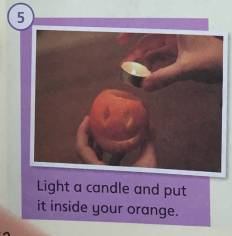 5
Light a candle and put
it inside your orange.